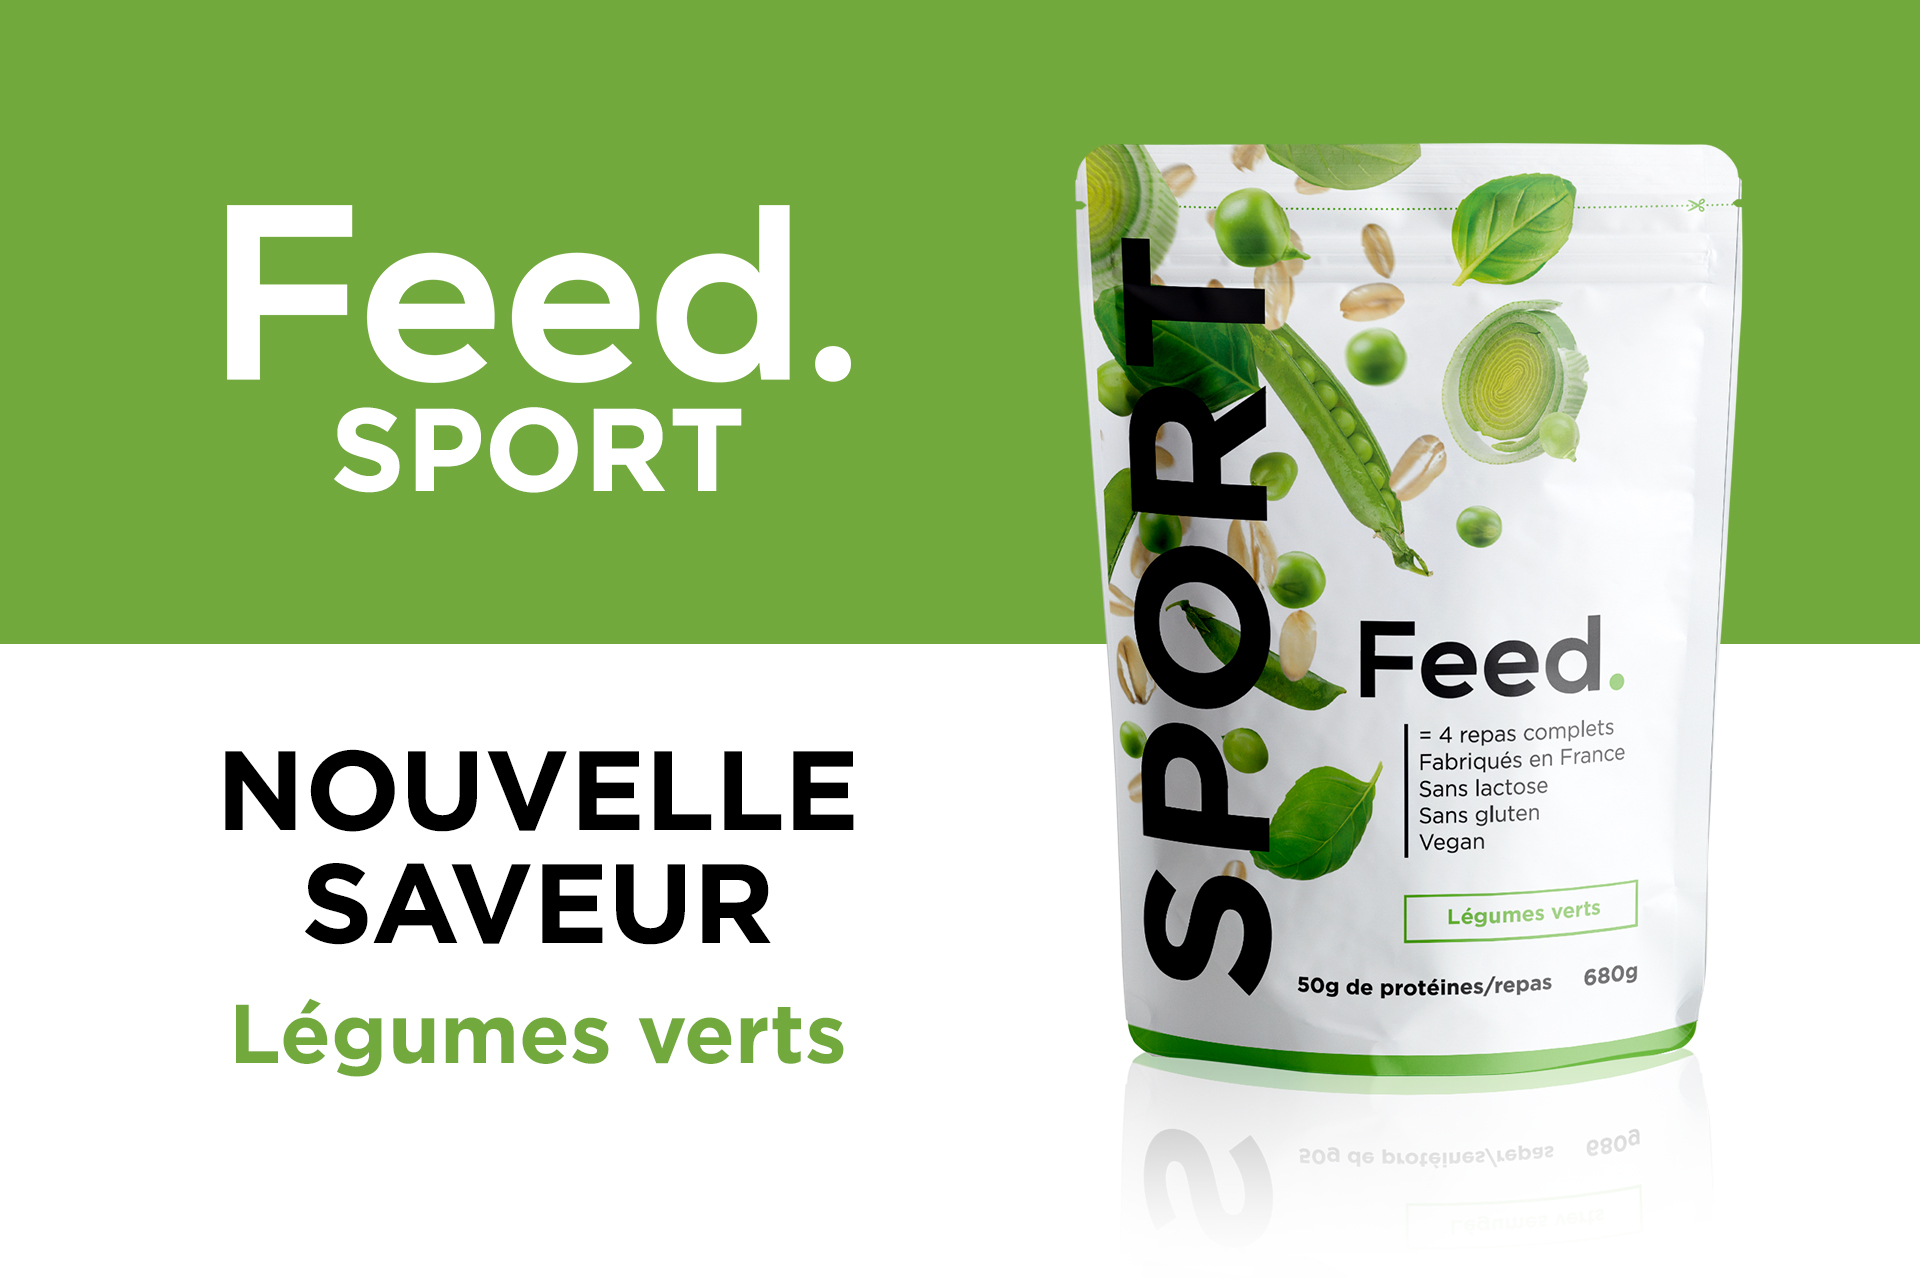 Feed.
SPORT
NOUVELLE
SAVEUR
Légumes verts
SPORT
Feed.
= 4 repas complets
Fabriqués en France
Sans lactose
Sans gluten
Vegan
Légumes verts
50g de protéines/repas 680g